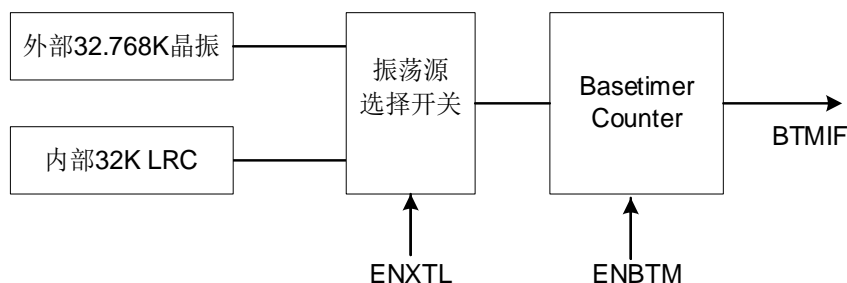 外部32.768K晶振
内部32K LRC
振荡源
选择开关
Basetimer
Counter
BTMIF
ENXTL
ENBTM